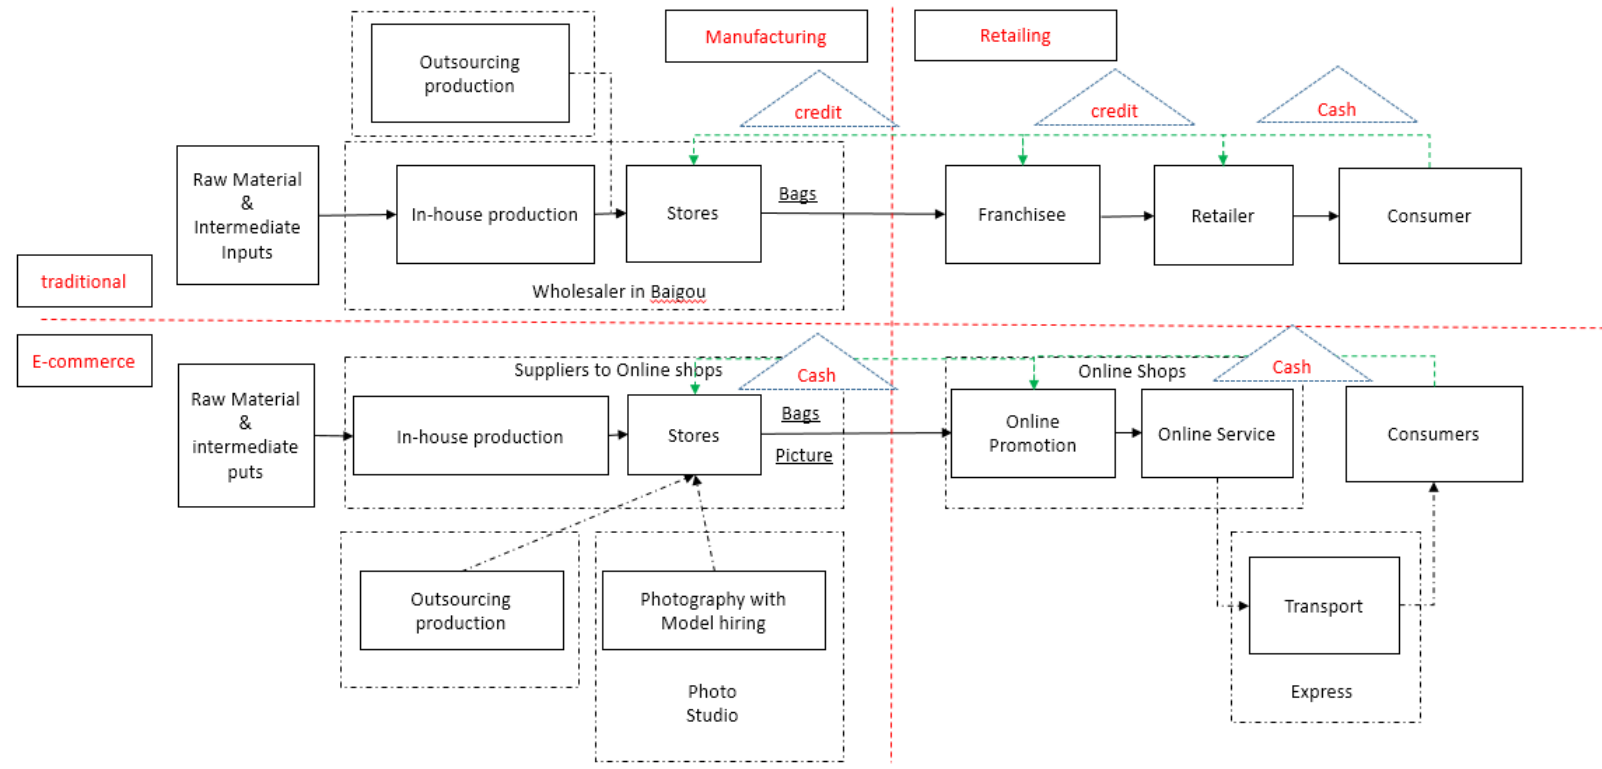 Outsourcing
production
Manufacturing
Retailing
credit
credit
Cash
Raw Material
&
Intermediate
Inputs
In-house production
Stores
Bags
Franchisee
Retailer
Consumer
traditional
Wholesaler in Baigou
E-commerce
Suppliers to Online shops
Cash
Online Shops
Cash
Raw Material
&
intermediate
puts
In-house production
Stores
Bags
Picture
Online
Promotion
Online Service
Consumers
Outsourcing
production
Photography with
Model hiring
Transport
Photo
Studio
Express